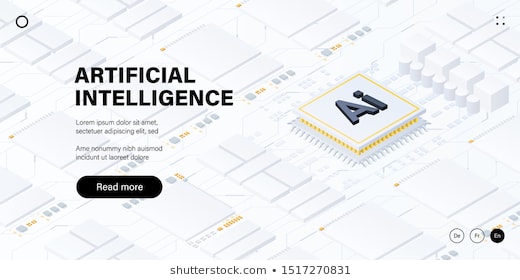 ARTIFICIAL
INTELLIGENCE
Lorem ipsum dolor sit amet,
sectetuer adipiscing elit, sed
Ame nonummy nibh auismod
incidunt ut laoreet dolore
Read more
Ai
De Fr En
shutterstock.com · 1517270831